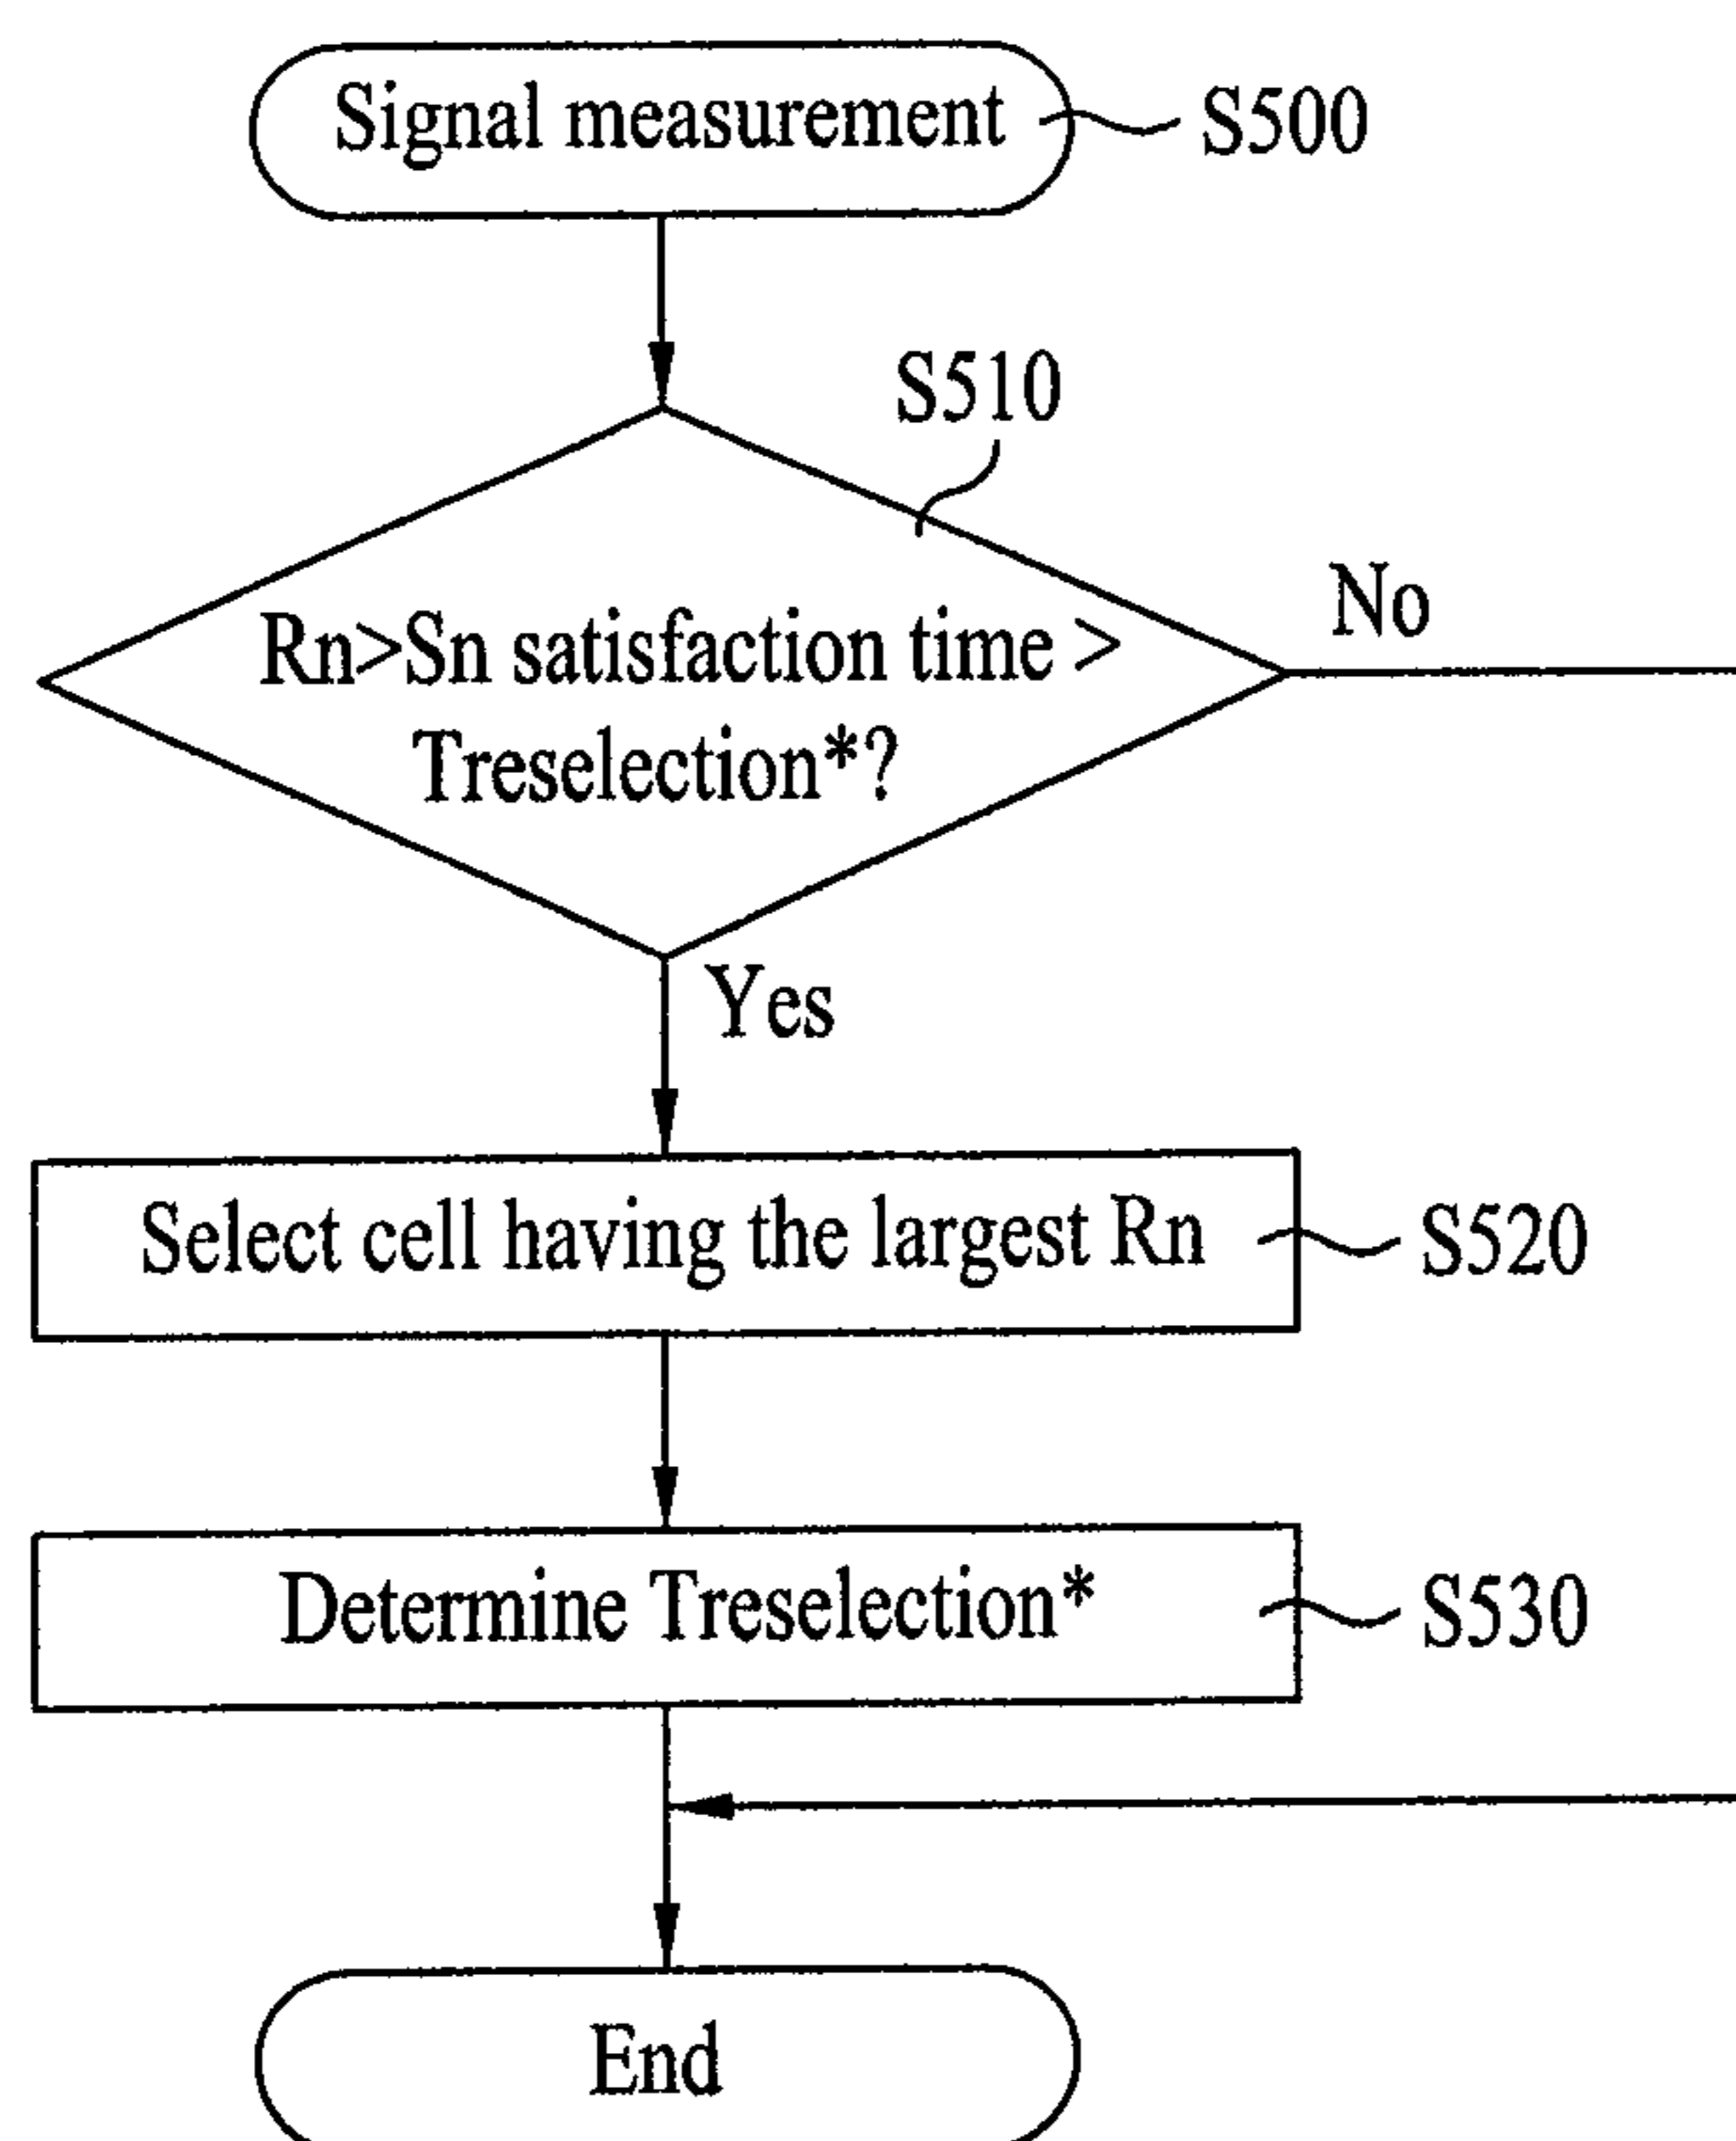 Signal measurement
S500
S510
Rn>Sn satisfaction time >
Treselection*?
No
Yes
Select cell having the largest Rn
S520
Determine Treselection*
S530
End